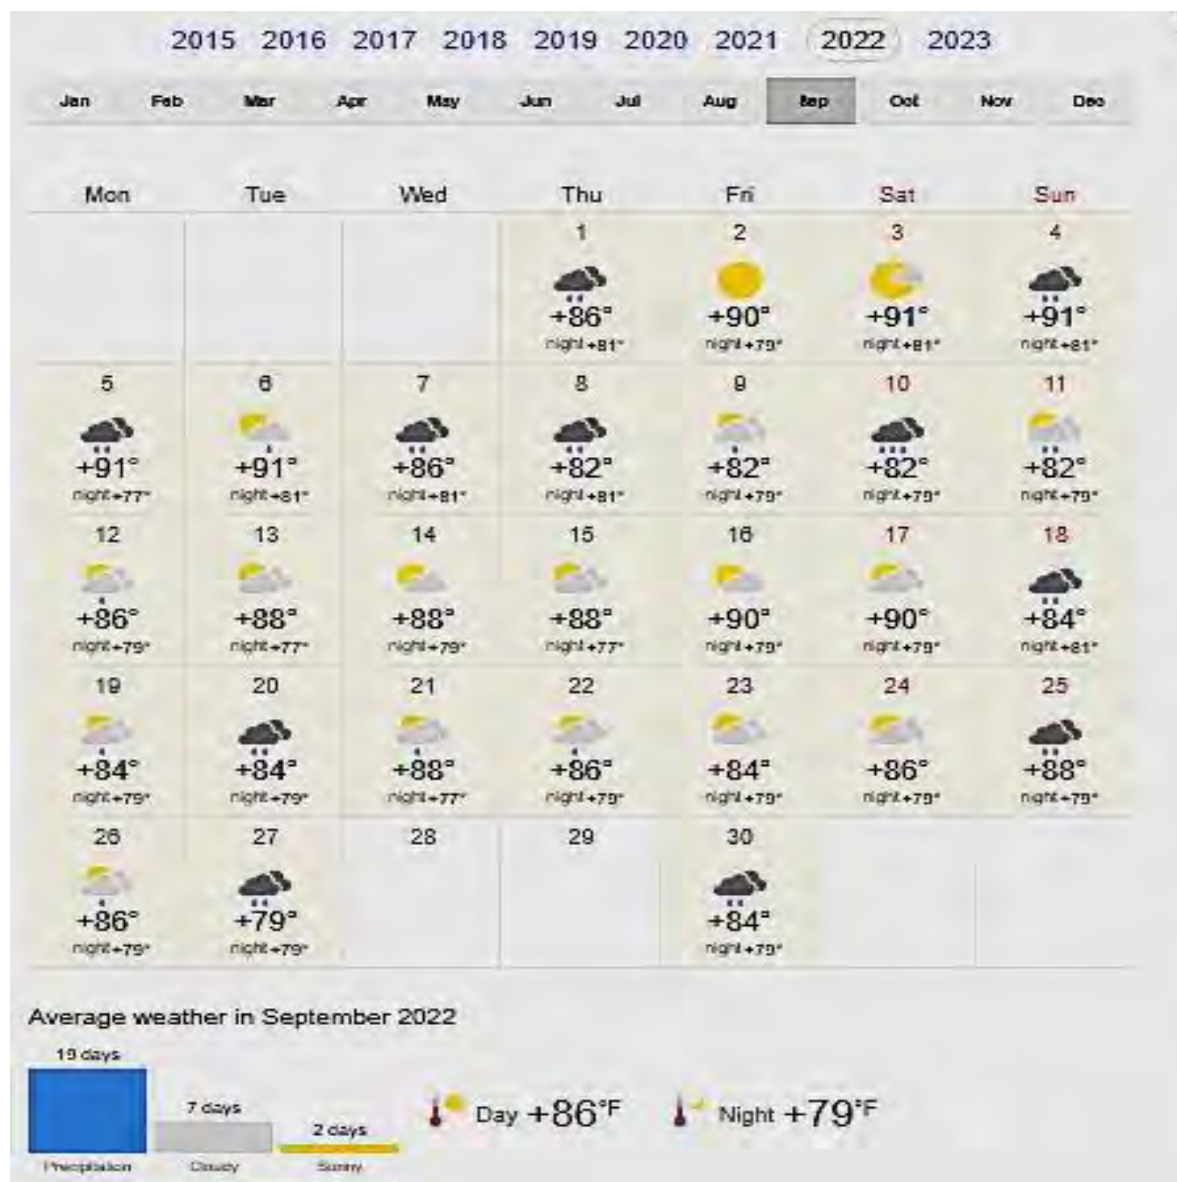 2015 2016 2017 2018 2019 2020 2021 2022 2023
Jan Feb Mar Apr May Jun Jul Aug Sep Oct Nov Dec
Mon Tue Wed Thu Fri Sat Sun
1 2 3 4
+86° +90° +91° +91°
night +81° night +79° night +81° night +81°
5 6 7 8 9 10 11
+91° +91° +86° +82° +82° +82° +82°
night +77° night +81° night +81° night +81° night +79° night +79° night +79°
12 13 14 15 16 17 18
+86° +88° +88° +88° +90° +90° +84°
night +79° night +77° night +79° night +77° night +79° night +79° night +81°
19 20 21 22 23 24 25
+84° +84° +88° +86° +84° +86° +88°
night +79° night +79° night +77° night +79° night +79° night +79° night +79°
26 27 28 29 30
+86° +79° +84°
night +79° night +79° night +79°
Average weather in September 2022
19 days
7 days
2 days
Day +86°F Night +79°F
Precipitation Cloudy Sunny